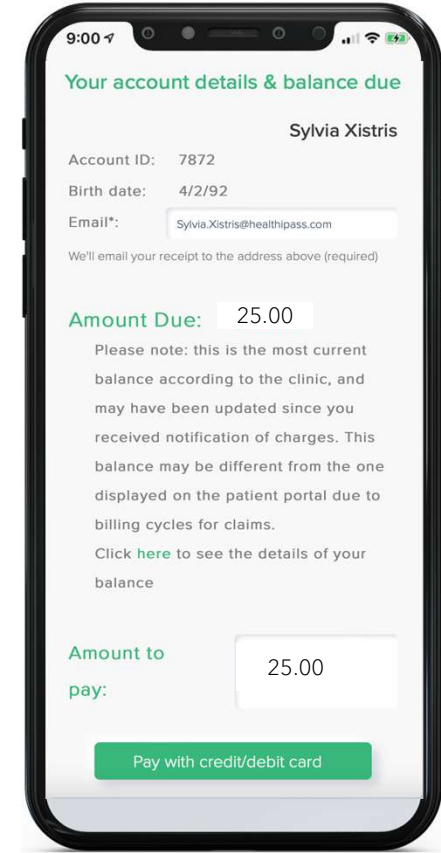 9:00
Your account details & balance due
Sylvia Xistris
Account ID: 7872
Birth date: 4/2/92
Email*: Sylvia.Xistris@healthipass.com
We'll email your receipt to the address above (required)
Amount Due: 25.00
Please note: this is the most current
balance according to the clinic, and
may have been updated since you
received notification of charges. This
balance may be different from the one
displayed on the patient portal due to
billing cycles for claims.
Click here to see the details of your
balance
Amount to
pay: 25.00
Pay with credit/debit card